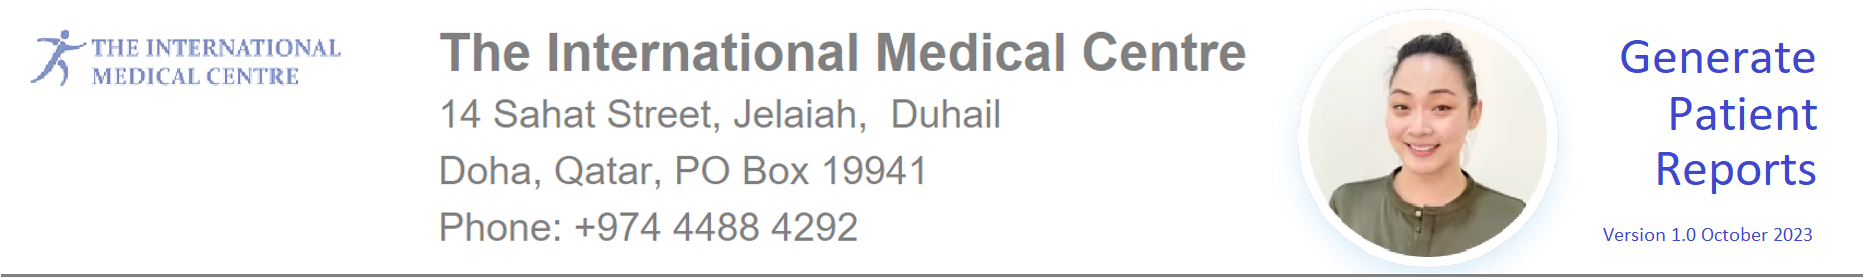 THE INTERNATIONAL
MEDICAL CENTRE
The International Medical Centre
14 Sahat Street, Jelaiah,  Duhail
Doha, Qatar, PO Box 19941
Phone: +974 4488 4292
Generate
Patient
Reports
Version 1.0 October 2023